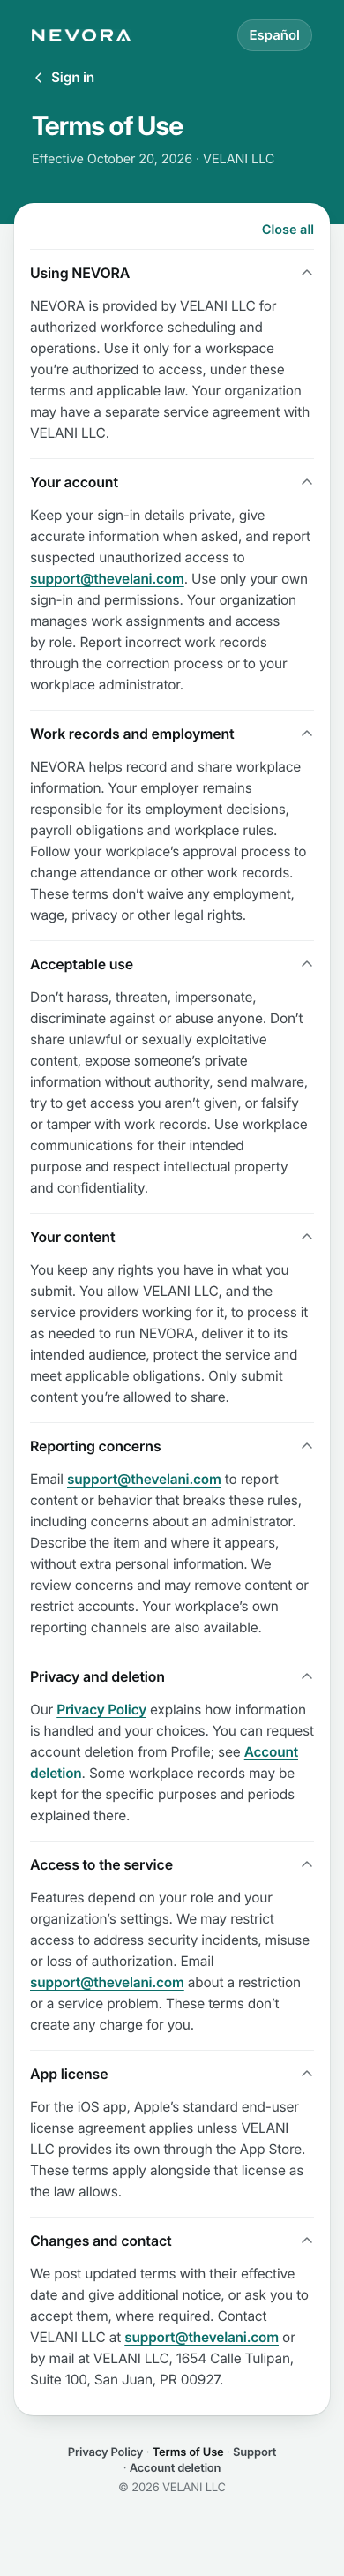 NEVORA
Español
Sign in
Terms of Use
Effective October 20, 2026 · VELANI LLC
Close all
Using NEVORA
NEVORA is provided by VELANI LLC for
authorized workforce scheduling and
operations. Use it only for a workspace
you’re authorized to access, under these
terms and applicable law. Your organization
may have a separate service agreement with
VELANI LLC.
Your account
Keep your sign-in details private, give
accurate information when asked, and report
suspected unauthorized access to
support@thevelani.com. Use only your own
sign-in and permissions. Your organization
manages work assignments and access
by role. Report incorrect work records
through the correction process or to your
workplace administrator.
Work records and employment
NEVORA helps record and share workplace
information. Your employer remains
responsible for its employment decisions,
payroll obligations and workplace rules.
Follow your workplace’s approval process to
change attendance or other work records.
These terms don’t waive any employment,
wage, privacy or other legal rights.
Acceptable use
Don’t harass, threaten, impersonate,
discriminate against or abuse anyone. Don’t
share unlawful or sexually exploitative
content, expose someone’s private
information without authority, send malware,
try to get access you aren’t given, or falsify
or tamper with work records. Use workplace
communications for their intended
purpose and respect intellectual property
and confidentiality.
Your content
You keep any rights you have in what you
submit. You allow VELANI LLC, and the
service providers working for it, to process it
as needed to run NEVORA, deliver it to its
intended audience, protect the service and
meet applicable obligations. Only submit
content you’re allowed to share.
Reporting concerns
Email support@thevelani.com to report
content or behavior that breaks these rules,
including concerns about an administrator.
Describe the item and where it appears,
without extra personal information. We
review concerns and may remove content or
restrict accounts. Your workplace’s own
reporting channels are also available.
Privacy and deletion
Our Privacy Policy explains how information
is handled and your choices. You can request
account deletion from Profile; see Account
deletion. Some workplace records may be
kept for the specific purposes and periods
explained there.
Access to the service
Features depend on your role and your
organization’s settings. We may restrict
access to address security incidents, misuse
or loss of authorization. Email
support@thevelani.com about a restriction
or a service problem. These terms don’t
create any charge for you.
App license
For the iOS app, Apple’s standard end-user
license agreement applies unless VELANI
LLC provides its own through the App Store.
These terms apply alongside that license as
the law allows.
Changes and contact
We post updated terms with their effective
date and give additional notice, or ask you to
accept them, where required. Contact
VELANI LLC at support@thevelani.com or
by mail at VELANI LLC, 1654 Calle Tulipan,
Suite 100, San Juan, PR 00927.
Privacy Policy · Terms of Use · Support
· Account deletion
© 2026 VELANI LLC